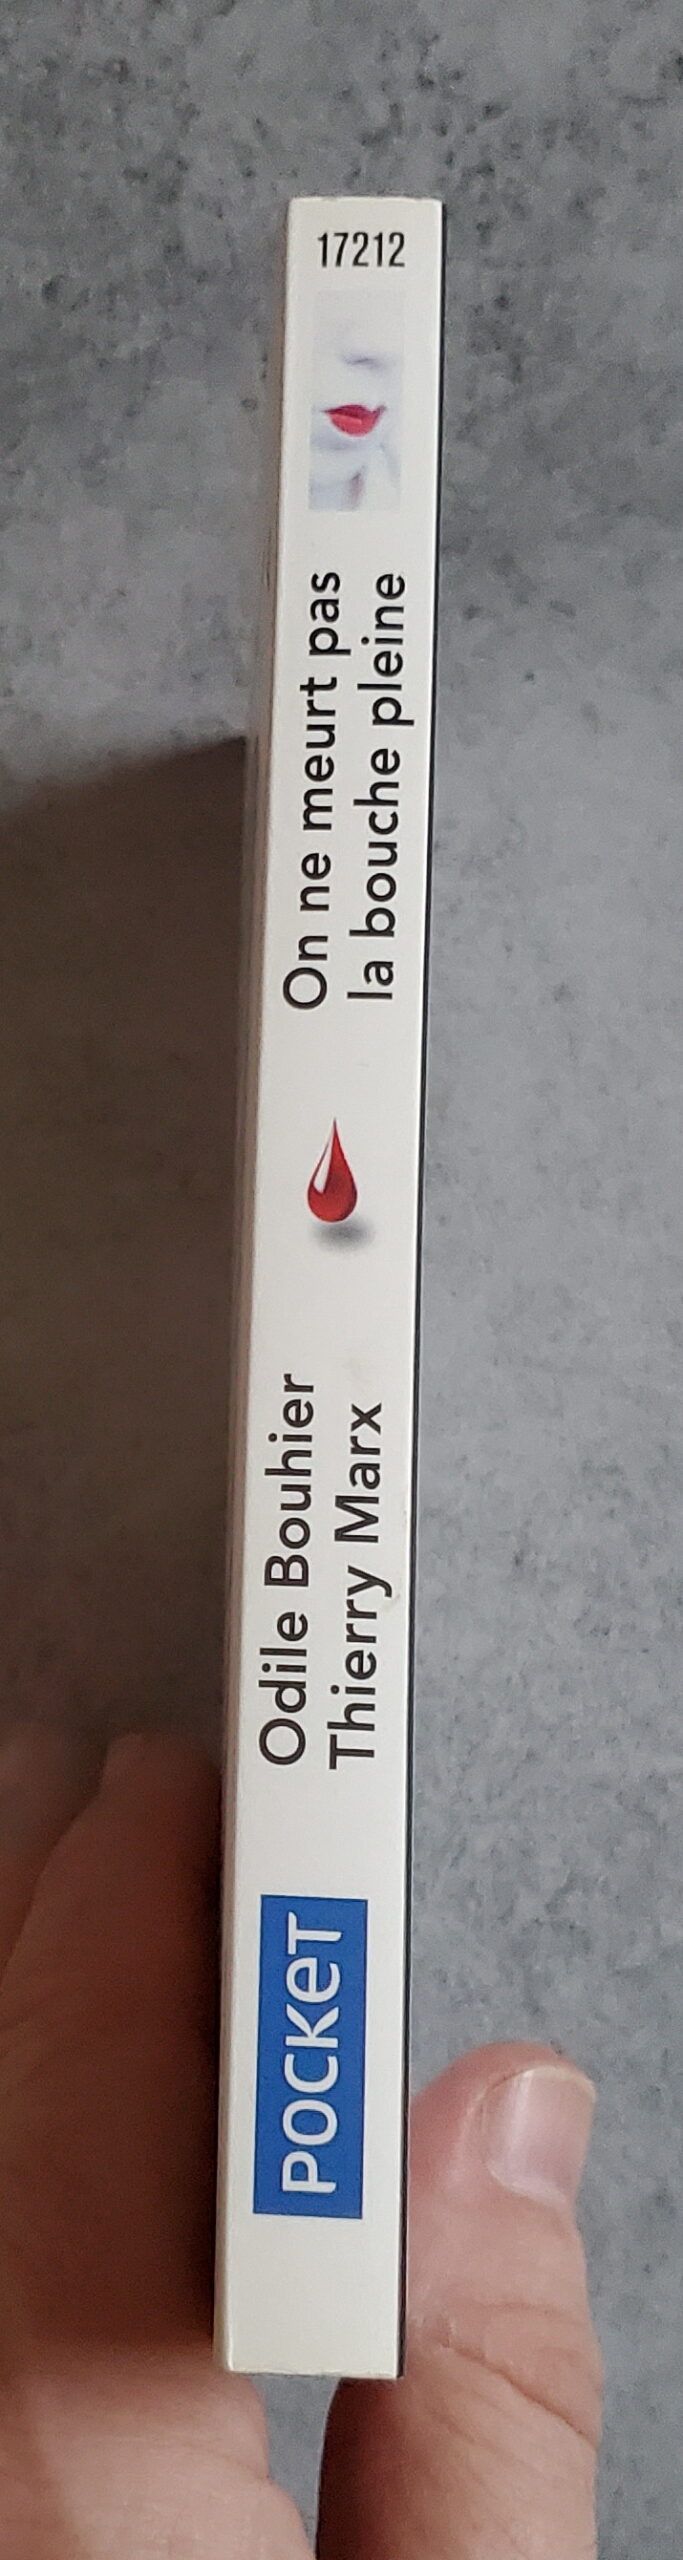 17212
On ne meurt pas
la bouche pleine
Odile Bouhier
Thierry Marx
POCKET